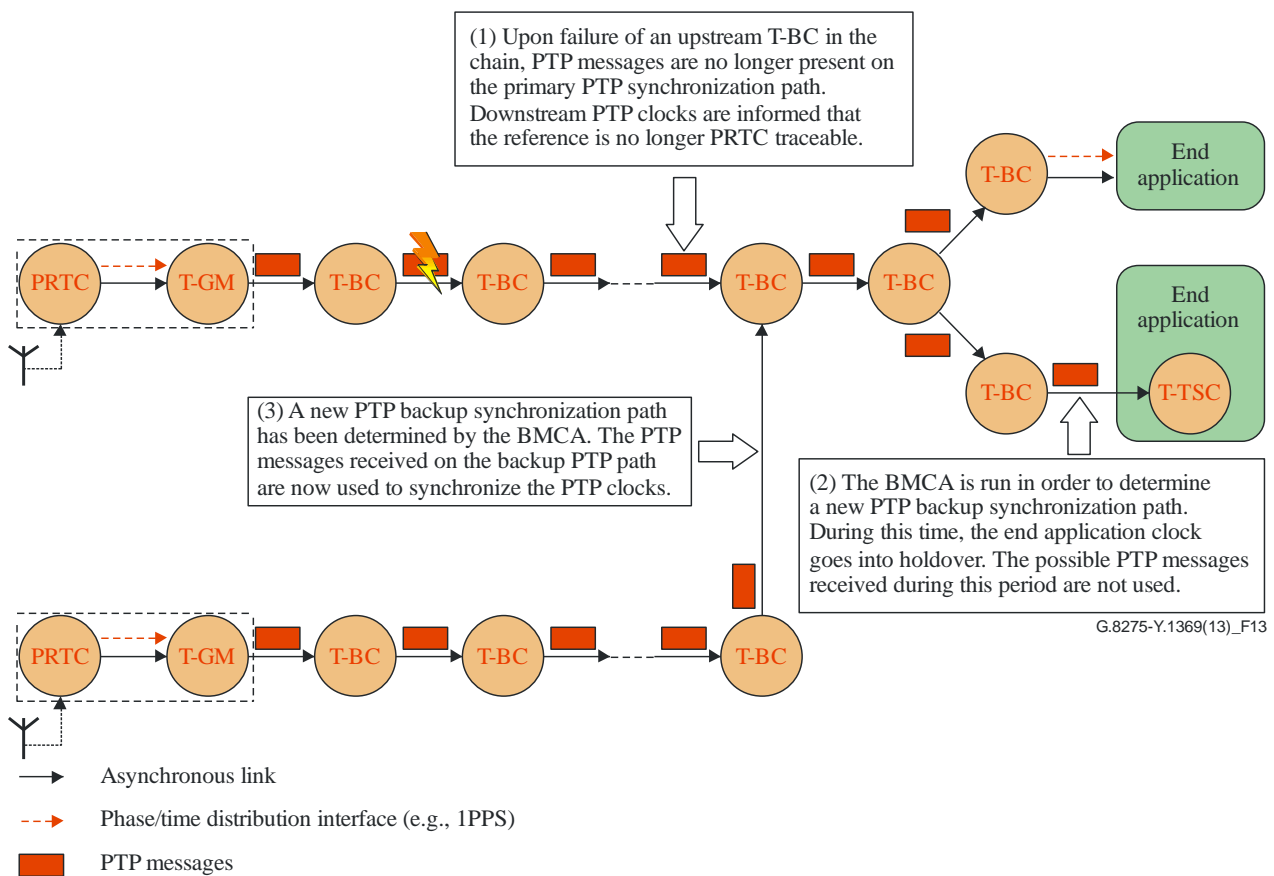 (1) Upon failure of an upstream T-BC in the
chain, PTP messages are no longer present on
the primary PTP synchronization path.
Downstream PTP clocks are informed that
the reference is no longer PRTC traceable.
T-BC
End
application
PRTC
T-GM
T-BC
T-BC
T-BC
T-BC
End
application
T-BC
T-TSC
(3) A new PTP backup synchronization path
has been determined by the BMCA. The PTP
messages received on the backup PTP path
are now used to synchronize the PTP clocks.
(2) The BMCA is run in order to determine
a new PTP backup synchronization path.
During this time, the end application clock
goes into holdover. The possible PTP messages
received during this period are not used.
G.8275-Y.1369(13)_F13
PRTC
T-GM
T-BC
T-BC
T-BC
Asynchronous link
Phase/time distribution interface (e.g., 1PPS)
PTP messages